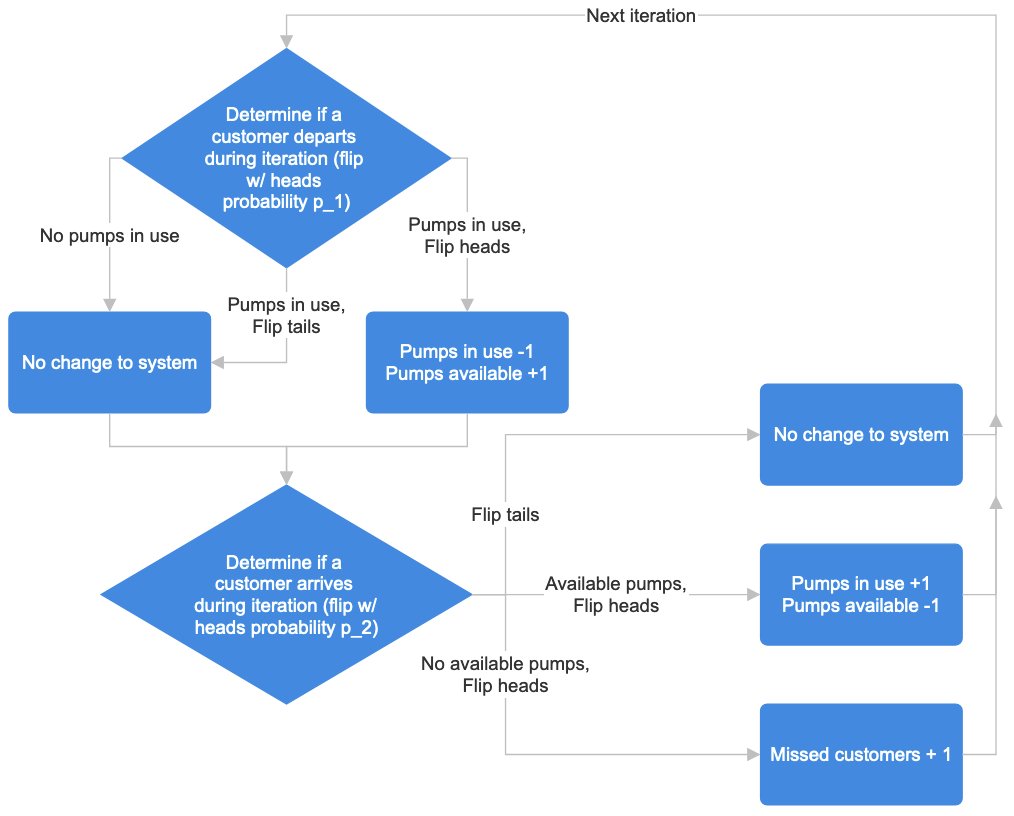 Next iteration
Determine if a
customer departs
during iteration (flip
w/ heads
probability p_1)
No pumps in use
Pumps in use,
Flip heads
Pumps in use,
Flip tails
No change to system
Pumps in use -1
Pumps available +1
No change to system
Flip tails
Determine if a
customer arrives
during iteration (flip w/
heads probability p_2)
Available pumps,
Flip heads
Pumps in use +1
Pumps available -1
No available pumps,
Flip heads
Missed customers + 1